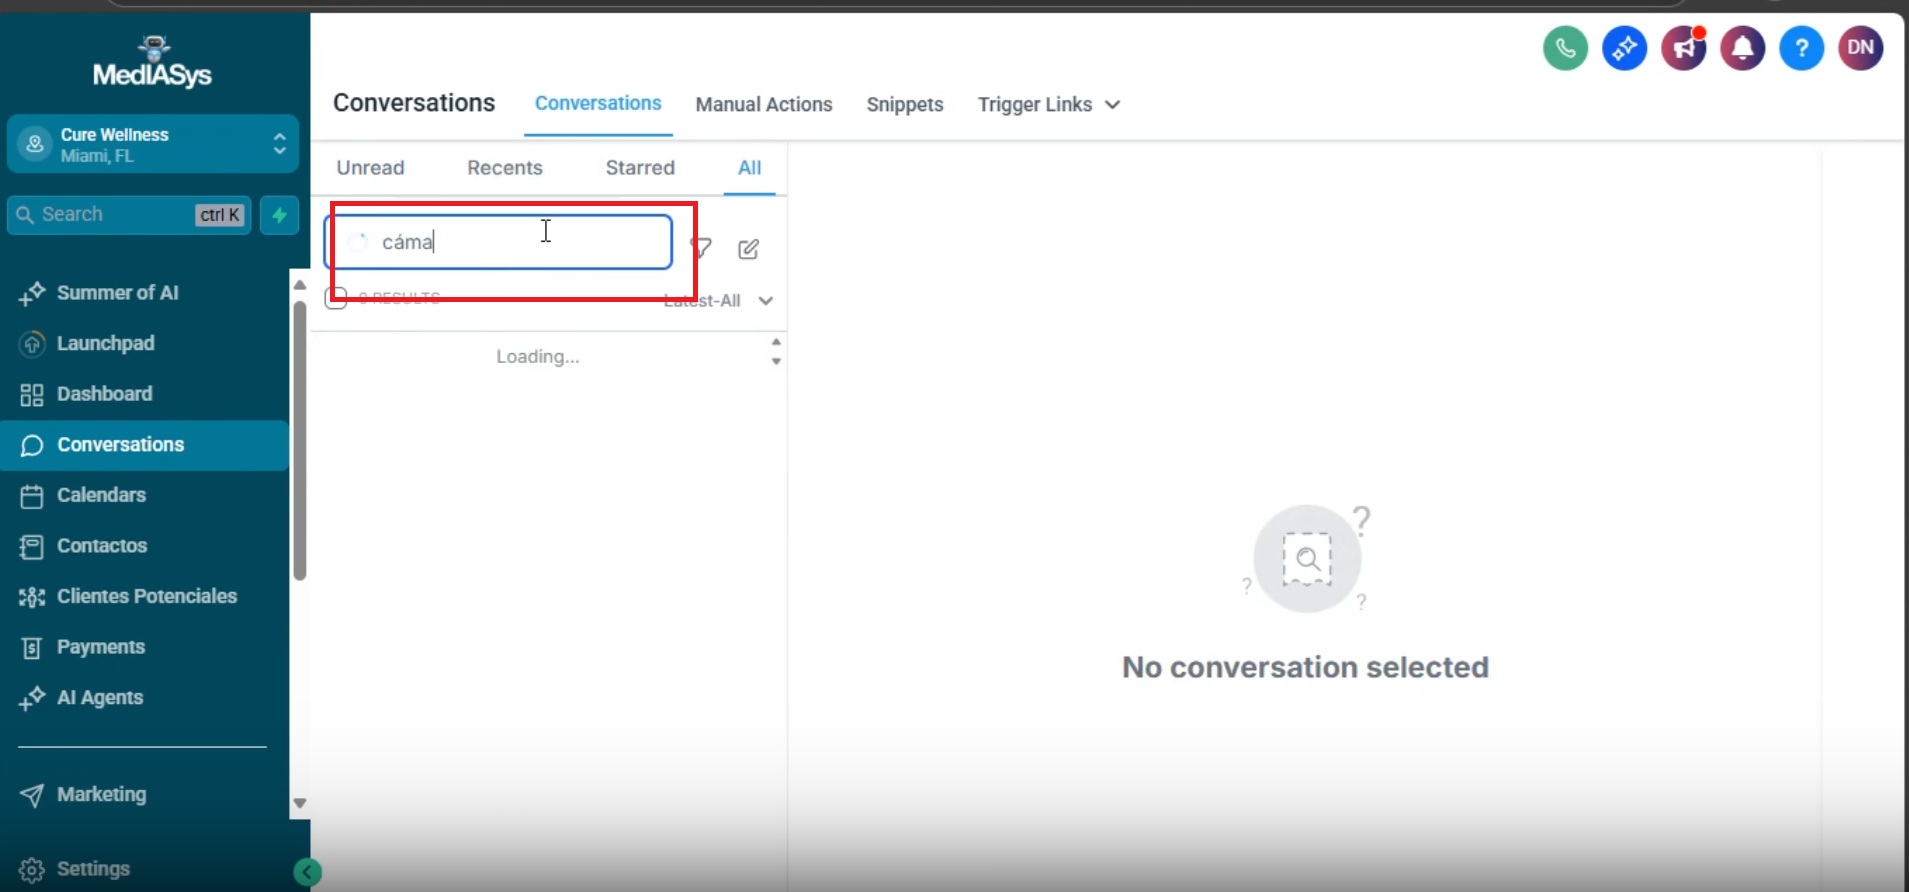 MedIASys
Cure Wellness
Miami, FL
Search ctrl K
Summer of AI
Launchpad
Dashboard
Conversations
Calendars
Contactos
Clientes Potenciales
Payments
AI Agents
Marketing
Settings
? DN
Conversations Conversations Manual Actions Snippets Trigger Links
Unread Recents Starred All
cáma
0 RESULTS Latest-All
Loading...
? ? ?
No conversation selected